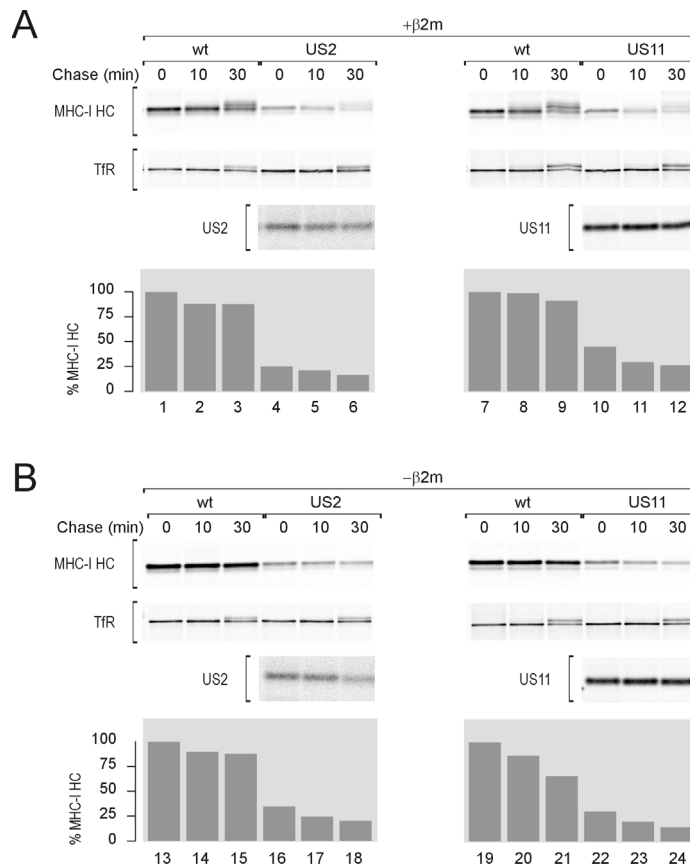 A
+β2m
wt US2 wt US11
Chase (min) 0 10 30 0 10 30 0 10 30 0 10 30
MHC-I HC
TfR
US2 US11
% MHC-I HC
100
75
50
25
0
1 2 3 4 5 6 7 8 9 10 11 12
B
−β2m
wt US2 wt US11
Chase (min) 0 10 30 0 10 30 0 10 30 0 10 30
MHC-I HC
TfR
US2 US11
% MHC-I HC
100
75
50
25
0
13 14 15 16 17 18 19 20 21 22 23 24